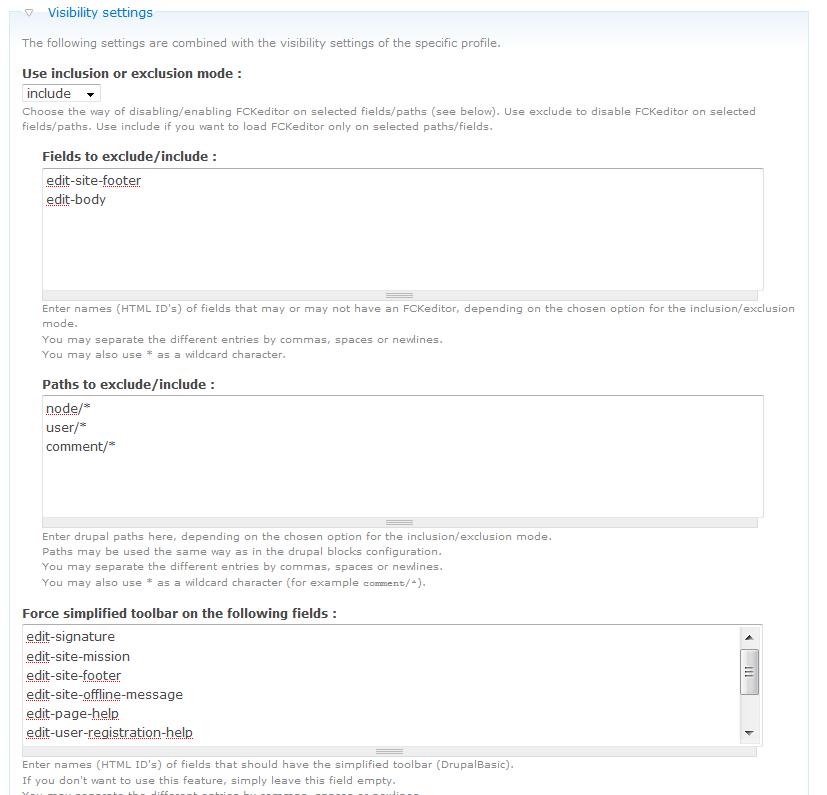 Visibility settings
The following settings are combined with the visibility settings of the specific profile.
Use inclusion or exclusion mode :
include
Choose the way of disabling/enabling FCKeditor on selected fields/paths (see below). Use exclude to disable FCKeditor on selected
fields/paths. Use include if you want to load FCKeditor only on selected paths/fields.
Fields to exclude/include :
edit-site-footer
edit-body
Enter names (HTML ID's) of fields that may or may not have an FCKeditor, depending on the chosen option for the inclusion/exclusion
mode.
You may separate the different entries by commas, spaces or newlines.
You may also use * as a wildcard character.
Paths to exclude/include :
node/*
user/*
comment/*
Enter drupal paths here, depending on the chosen option for the inclusion/exclusion mode.
Paths may be used the same way as in the drupal blocks configuration.
You may separate the different entries by commas, spaces or newlines.
You may also use * as a wildcard character (for example comment/*).
Force simplified toolbar on the following fields :
edit-signature
edit-site-mission
edit-site-footer
edit-site-offline-message
edit-page-help
edit-user-registration-help
Enter names (HTML ID's) of fields that should have the simplified toolbar (DrupalBasic).
If you don't want to use this feature, simply leave this field empty.
You may separate the different entries by commas, spaces or newlines.